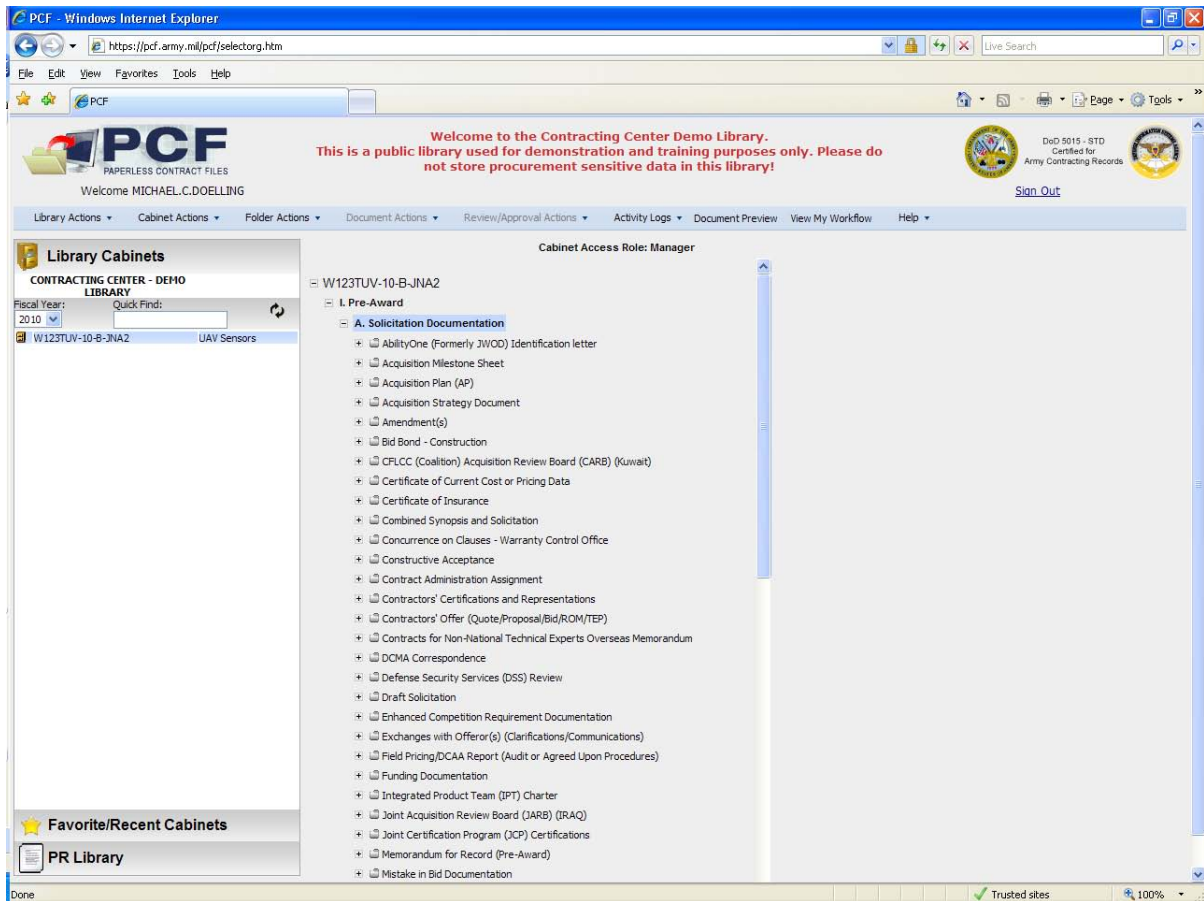 PCF - Windows Internet Explorer
https://pcf.army.mil/pcf/selectorg.htm
Live Search
File Edit View Favorites Tools Help
PCF
Page Tools
PCF
PAPERLESS CONTRACT FILES
Welcome MICHAEL.C.DOELLING
Welcome to the Contracting Center Demo Library.
This is a public library used for demonstration and training purposes only. Please do
not store procurement sensitive data in this library!
DoD 5015 - STD
Certified for
Army Contracting Records
Sign Out
Library Actions Cabinet Actions Folder Actions Document Actions Review/Approval Actions Activity Logs Document Preview View My Workflow Help
Library Cabinets
CONTRACTING CENTER - DEMO
LIBRARY
Fiscal Year: Quick Find:
2010
W123TUV-10-B-JNA2 UAV Sensors
Favorite/Recent Cabinets
PR Library
Cabinet Access Role: Manager
W123TUV-10-B-JNA2
I. Pre-Award
A. Solicitation Documentation
AbilityOne (Formerly JWOD) Identification letter
Acquisition Milestone Sheet
Acquisition Plan (AP)
Acquisition Strategy Document
Amendment(s)
Bid Bond - Construction
CFLCC (Coalition) Acquisition Review Board (CARB) (Kuwait)
Certificate of Current Cost or Pricing Data
Certificate of Insurance
Combined Synopsis and Solicitation
Concurrence on Clauses - Warranty Control Office
Constructive Acceptance
Contract Administration Assignment
Contractors' Certifications and Representations
Contractors' Offer (Quote/Proposal/Bid/ROM/TEP)
Contracts for Non-National Technical Experts Overseas Memorandum
DCMA Correspondence
Defense Security Services (DSS) Review
Draft Solicitation
Enhanced Competition Requirement Documentation
Exchanges with Offeror(s) (Clarifications/Communications)
Field Pricing/DCAA Report (Audit or Agreed Upon Procedures)
Funding Documentation
Integrated Product Team (IPT) Charter
Joint Acquisition Review Board (JARB) (IRAQ)
Joint Certification Program (JCP) Certifications
Memorandum for Record (Pre-Award)
Mistake in Bid Documentation
Done
Trusted sites
100%